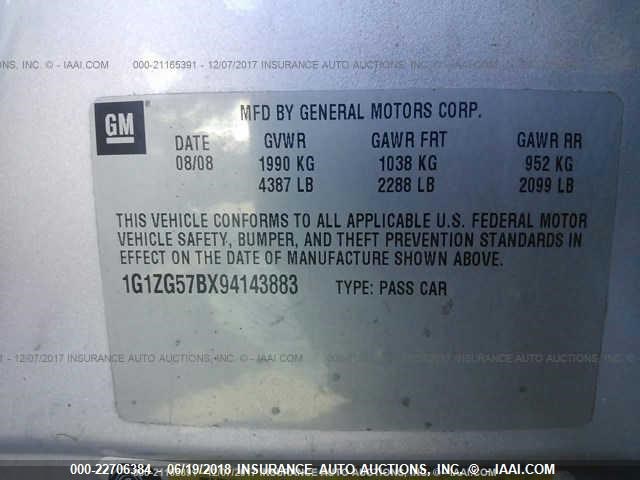 IONS, INC. © - IAAI.COM 000-21165391 - 12/07/2017 INSURANCE AUTO AUCTIONS, INC. © - IAAI.COM
GM
MFD BY GENERAL MOTORS CORP.
DATE GVWR GAWR FRT GAWR RR
08/08 1990 KG 1038 KG 952 KG
4387 LB 2288 LB 2099 LB
THIS VEHICLE CONFORMS TO ALL APPLICABLE U.S. FEDERAL MOTOR
VEHICLE SAFETY, BUMPER, AND THEFT PREVENTION STANDARDS IN
EFFECT ON THE DATE OF MANUFACTURE SHOWN ABOVE.
1G1ZG57BX94143883 TYPE: PASS CAR
- 12/07/2017 INSURANCE AUTO AUCTIONS, INC. © - IAAI.COM
000-22706384 - 06/19/2018 INSURANCE AUTO AUCTIONS, INC. © - IAAI.COM